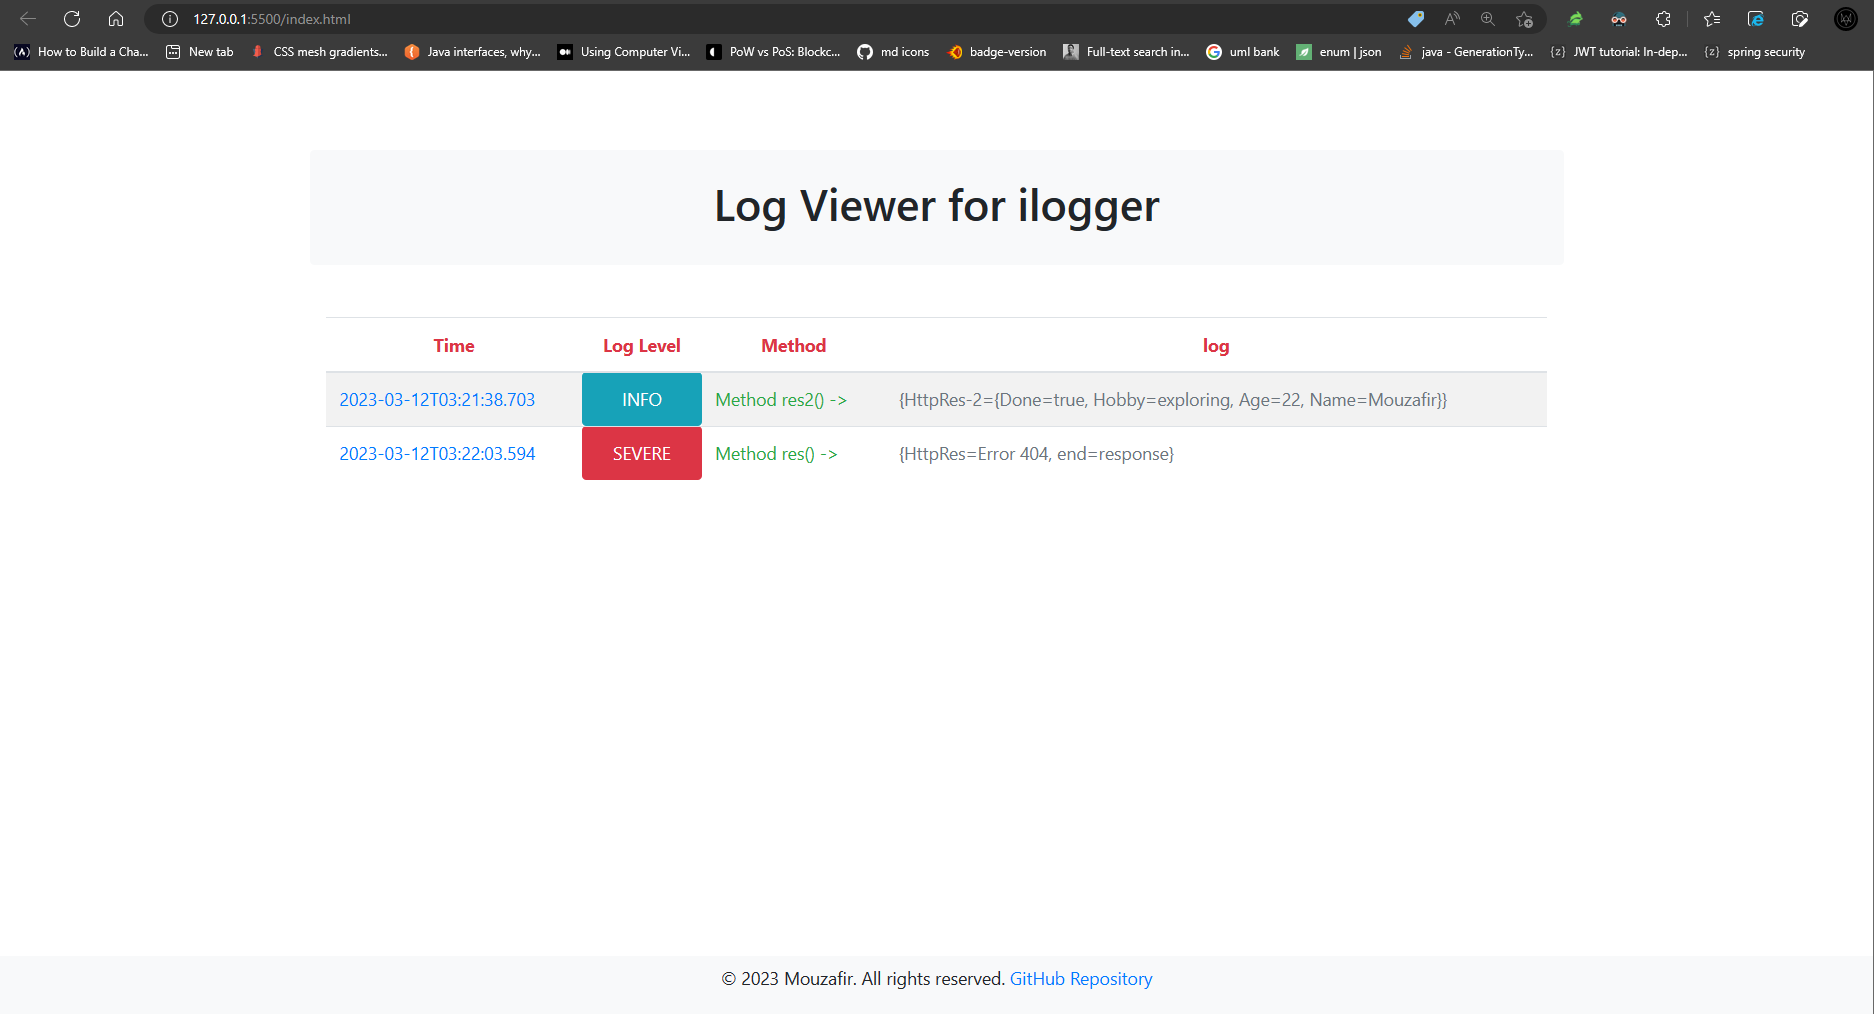 127.0.0.1:5500/index.html
How to Build a Cha... New tab CSS mesh gradients... Java interfaces, why... Using Computer Vi... PoW vs PoS: Blockc... md icons badge-version Full-text search in... uml bank enum | json java - GenerationTy... {z} JWT tutorial: In-dep... {z} spring security
Log Viewer for ilogger
Time Log Level Method log
2023-03-12T03:21:38.703 INFO Method res2() -> {HttpRes-2={Done=true, Hobby=exploring, Age=22, Name=Mouzafir}}
2023-03-12T03:22:03.594 SEVERE Method res() -> {HttpRes=Error 404, end=response}
© 2023 Mouzafir. All rights reserved. GitHub Repository